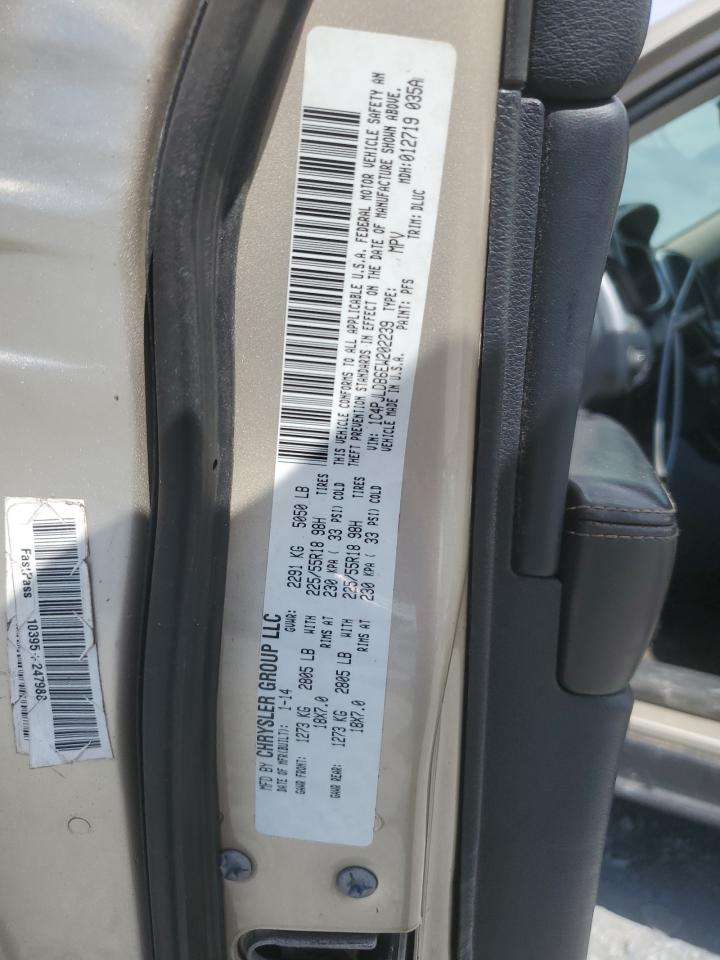 MFD BY CHRYSLER GROUP LLC
DATE OF MFR(BUILT): 1-14 GVWR: 2291 KG 5050 LB
GAWR FRONT: 1273 KG 2805 LB WITH 225/55R18 98H TIRES
18X7.0 RIMS AT 230 KPA ( 33 PSI) COLD
GAWR REAR: 1273 KG 2805 LB WITH 225/55R18 98H TIRES
18X7.0 RIMS AT 230 KPA ( 33 PSI) COLD
THIS VEHICLE CONFORMS TO ALL APPLICABLE U.S.A. FEDERAL MOTOR VEHICLE SAFETY AN
THEFT PREVENTION STANDARDS IN EFFECT ON THE DATE OF MANUFACTURE SHOWN ABOVE.
VIN: 1C4PJLDB6EW202239 TYPE: MPV MDH:012719 035A
VEHICLE MADE IN U.S.A. PAINT: PFS TRIM: DLUC
FastPass 10395 247983